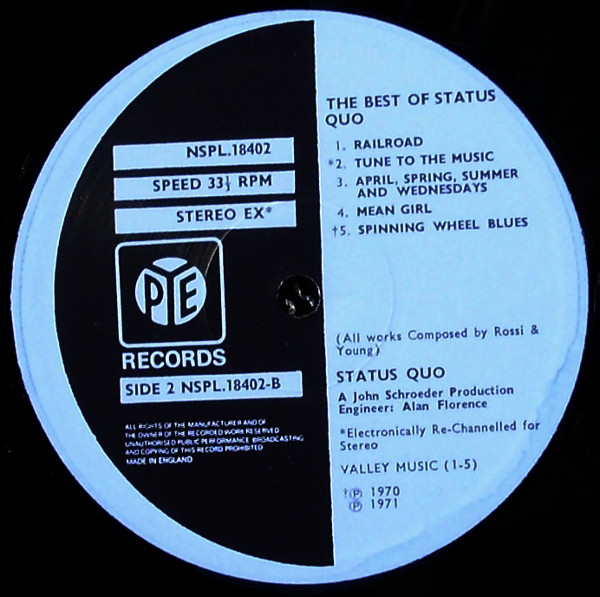 NSPL.18402
SPEED 33⅓ RPM
STEREO EX*
PYE
RECORDS
SIDE 2 NSPL.18402-B
ALL RIGHTS OF THE MANUFACTURER AND OF
THE OWNER OF THE RECORDED WORK RESERVED
UNAUTHORISED PUBLIC PERFORMANCE BROADCASTING
AND COPYING OF THIS RECORD PROHIBITED
MADE IN ENGLAND
THE BEST OF STATUS
QUO
1. RAILROAD
*2. TUNE TO THE MUSIC
3. APRIL, SPRING, SUMMER
AND WEDNESDAYS
4. MEAN GIRL
†5. SPINNING WHEEL BLUES
(All works Composed by Rossi &
Young)
STATUS QUO
A John Schroeder Production
Engineer: Alan Florence
*Electronically Re-Channelled for
Stereo
VALLEY MUSIC (1-5)
†Ⓟ 1970
Ⓟ 1971